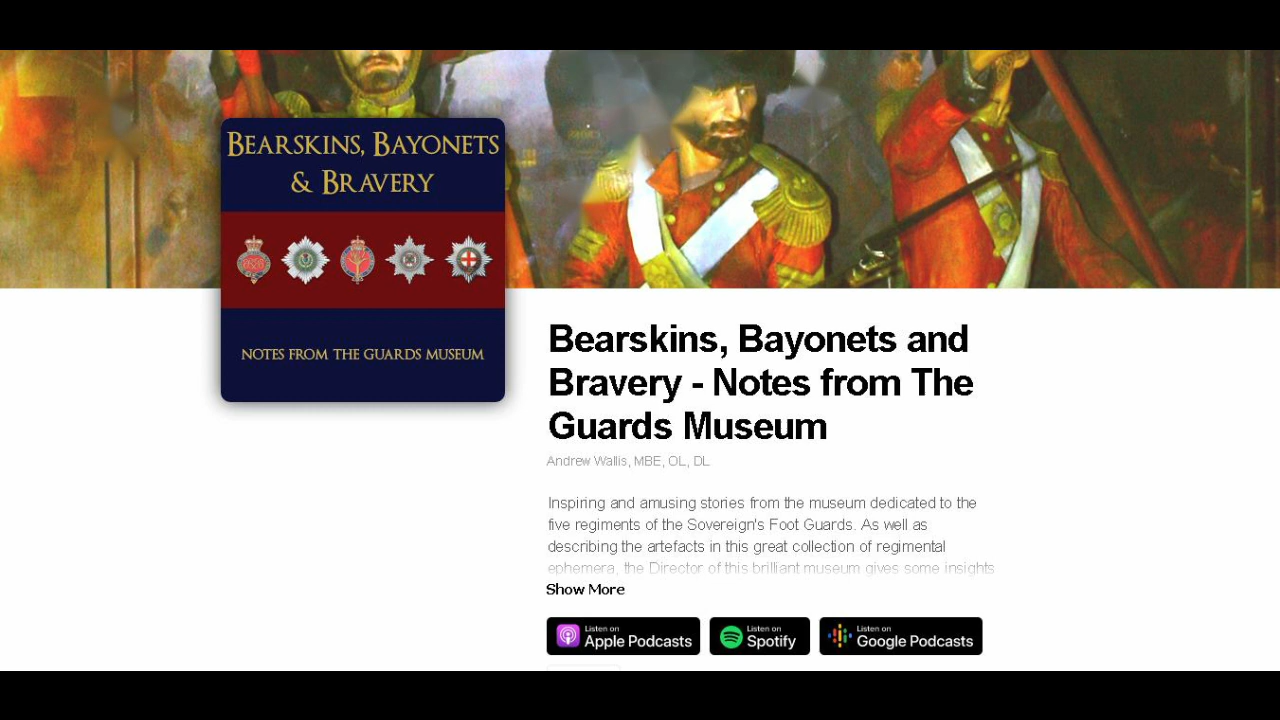 BEARSKINS, BAYONETS
& BRAVERY
NOTES FROM THE GUARDS MUSEUM
Bearskins, Bayonets and
Bravery - Notes from The
Guards Museum
Andrew Wallis, MBE, OL, DL
Inspiring and amusing stories from the museum dedicated to the
five regiments of the Sovereign's Foot Guards. As well as
describing the artefacts in this great collection of regimental
ephemera, the Director of this brilliant museum gives some insights
Show More
Listen on
Apple Podcasts
Listen on
Spotify
Listen on
Google Podcasts